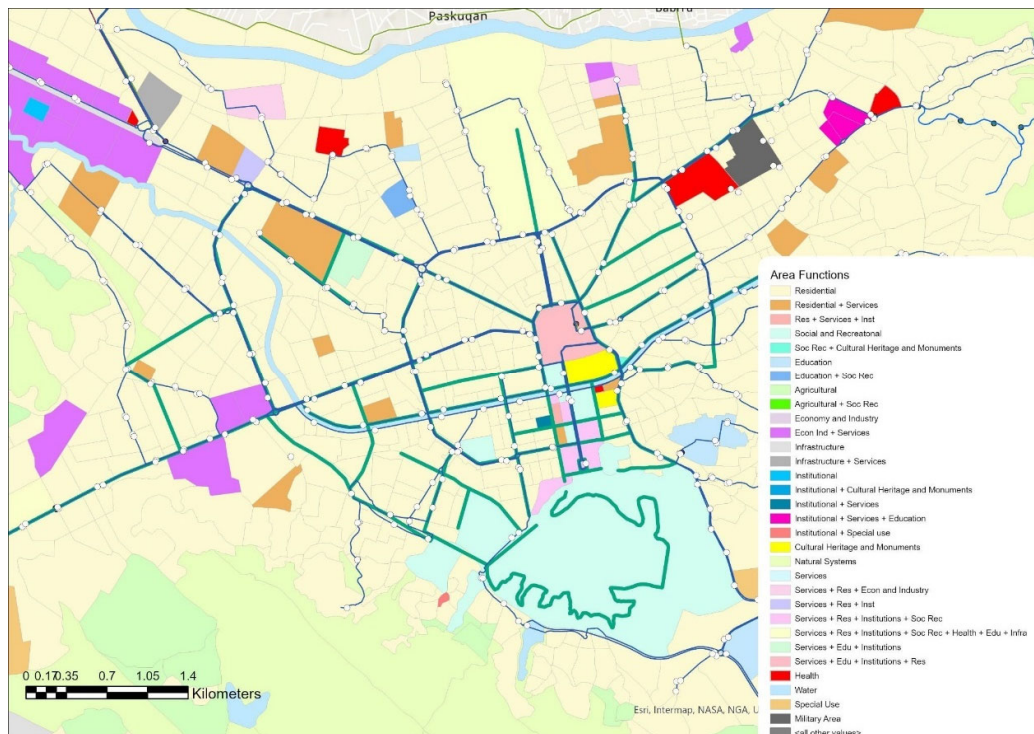 Paskuqan
Babrru
Area Functions
Residential
Residential + Services
Res + Services + Inst
Social and Recreatonal
Soc Rec + Cultural Heritage and Monuments
Education
Education + Soc Rec
Agricultural
Agricultural + Soc Rec
Economy and Industry
Econ Ind + Services
Infrastructure
Infrastructure + Services
Institutional
Institutional + Cultural Heritage and Monuments
Institutional + Services
Institutional + Services + Education
Institutional + Special use
Cultural Heritage and Monuments
Natural Systems
Services
Services + Res + Econ and Industry
Services + Res + Inst
Services + Res + Institutions + Soc Rec
Services + Res + Institutions + Soc Rec + Health + Edu + Infra
Services + Edu + Institutions
Services + Edu + Institutions + Res
Health
Water
Special Use
Military Area
<all other values>
0 0.17 0.35 0.7 1.05 1.4
Kilometers
Esri, Intermap, NASA, NGA, U